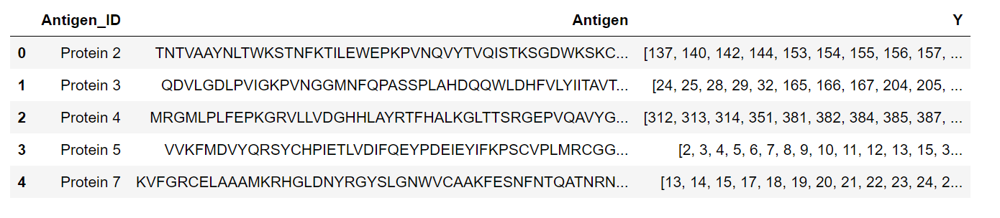 Antigen_ID Antigen Y
0 Protein 2 TNTVAAYNLTWKSTNFKTILEWEPKPVNQVYTVQISTKSGDWKSKC... [137, 140, 142, 144, 153, 154, 155, 156, 157, ...
1 Protein 3 QDVLGDLPVIGKPVNGGMNFQPASSPLAHDQQWLDHFVLYIITAVT... [24, 25, 28, 29, 32, 165, 166, 167, 204, 205, ...
2 Protein 4 MRGMLPLFEPKGRVLLVDGHHLAYRTFHALKGLTTSRGEPVQAVYG... [312, 313, 314, 351, 381, 382, 384, 385, 387, ...
3 Protein 5 VVKFMDVYQRSYCHPIETLVDIFQEYPDEIEYIFKPSCVPLMRCGG... [2, 3, 4, 5, 6, 7, 8, 9, 10, 11, 12, 13, 15, 3...
4 Protein 7 KVFGRCELAAAMKRHGLDNYRGYSLGNWVCAAKFESNFNTQATNRN... [13, 14, 15, 17, 18, 19, 20, 21, 22, 23, 24, 2...